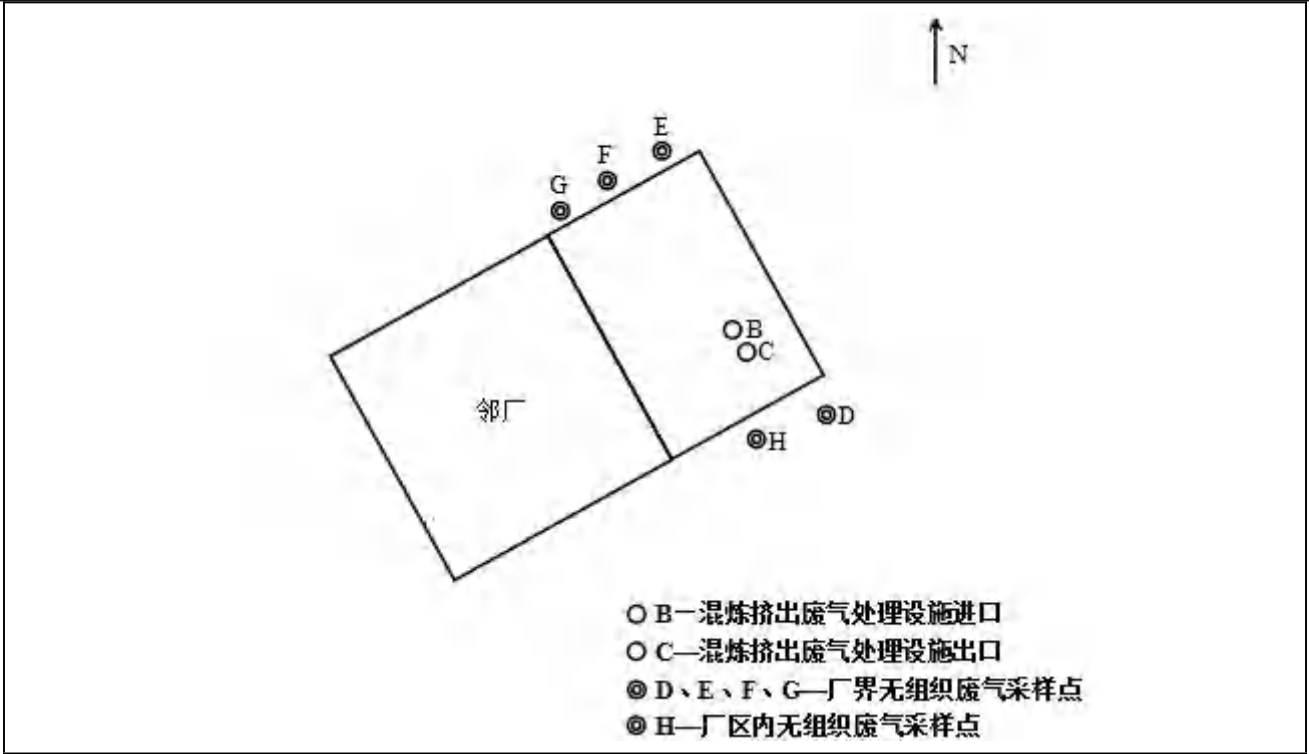 N
E
F
G
B
C
邻厂
D
H
○ B－混炼挤出废气处理设施进口
○ C—混炼挤出废气处理设施出口
◎ D、E、F、G—厂界无组织废气采样点
◎ H—厂区内无组织废气采样点